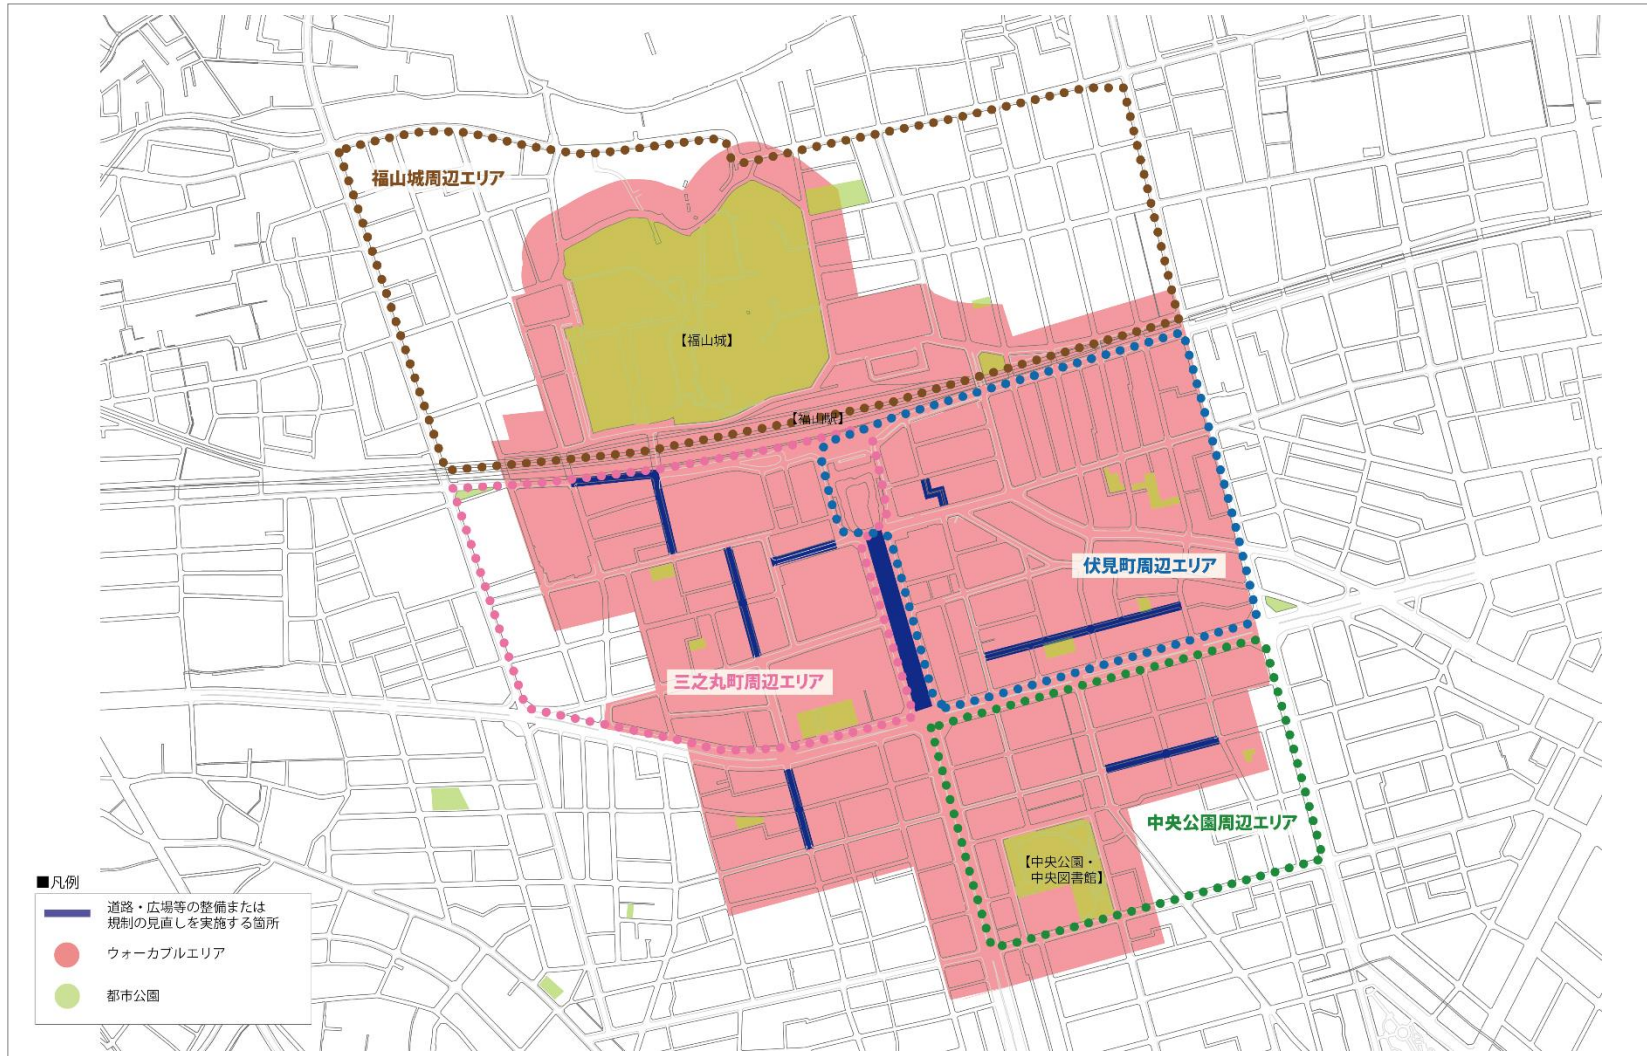 福山城周辺エリア
【福山城】
【福山駅】
伏見町周辺エリア
三之丸町周辺エリア
中央公園周辺エリア
【中央公園・
中央図書館】
■凡例
道路・広場等の整備または
規制の見直しを実施する箇所
ウォーカブルエリア
都市公園